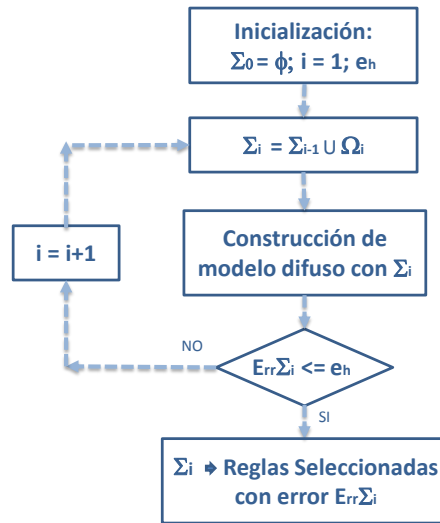 Inicialización:
Σ0 = ϕ; i = 1; eh
Σi = Σi-1 ∪ Ωi
Construcción de
modelo difuso con Σi
i = i+1
NO
ErrΣi <= eh
SI
Σi → Reglas Seleccionadas
con error ErrΣi